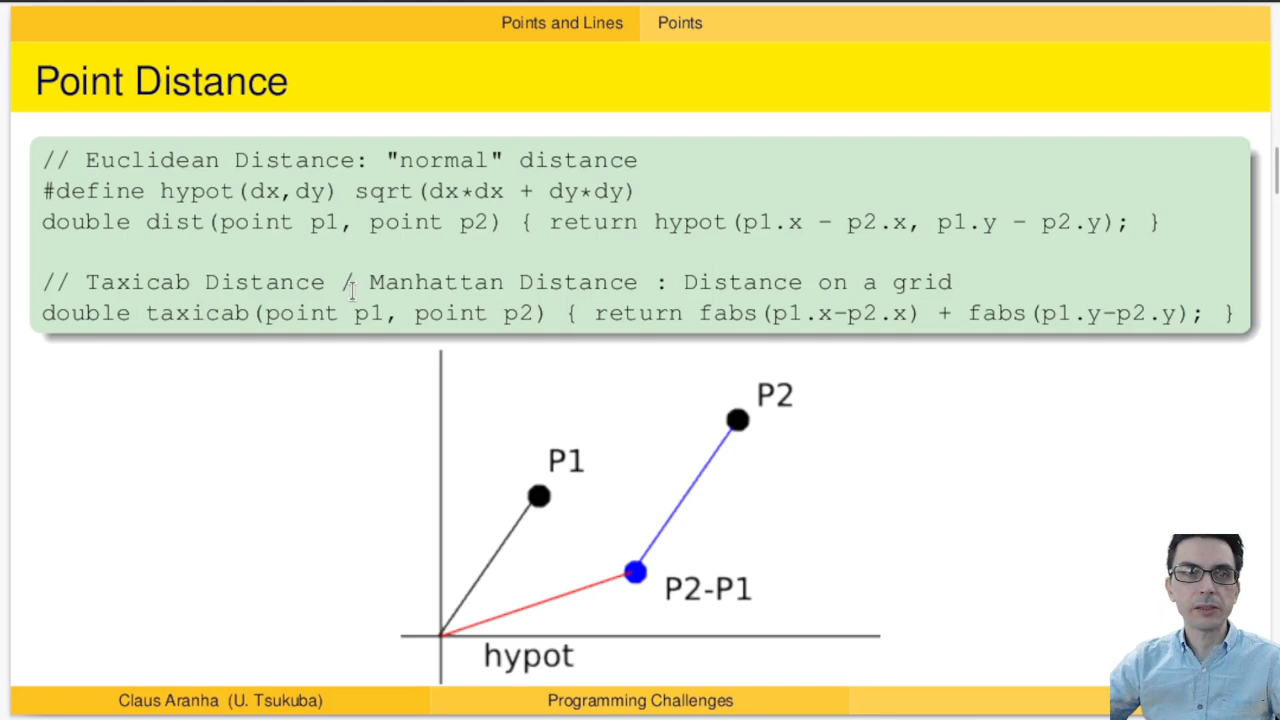 Points and Lines Points
Point Distance
// Euclidean Distance: "normal" distance
#define hypot(dx,dy) sqrt(dx*dx + dy*dy)
double dist(point p1, point p2) { return hypot(p1.x - p2.x, p1.y - p2.y); }
// Taxicab Distance / Manhattan Distance : Distance on a grid
double taxicab(point p1, point p2) { return fabs(p1.x-p2.x) + fabs(p1.y-p2.y); }
P2
P1
P2-P1
hypot
Claus Aranha (U. Tsukuba) Programming Challenges